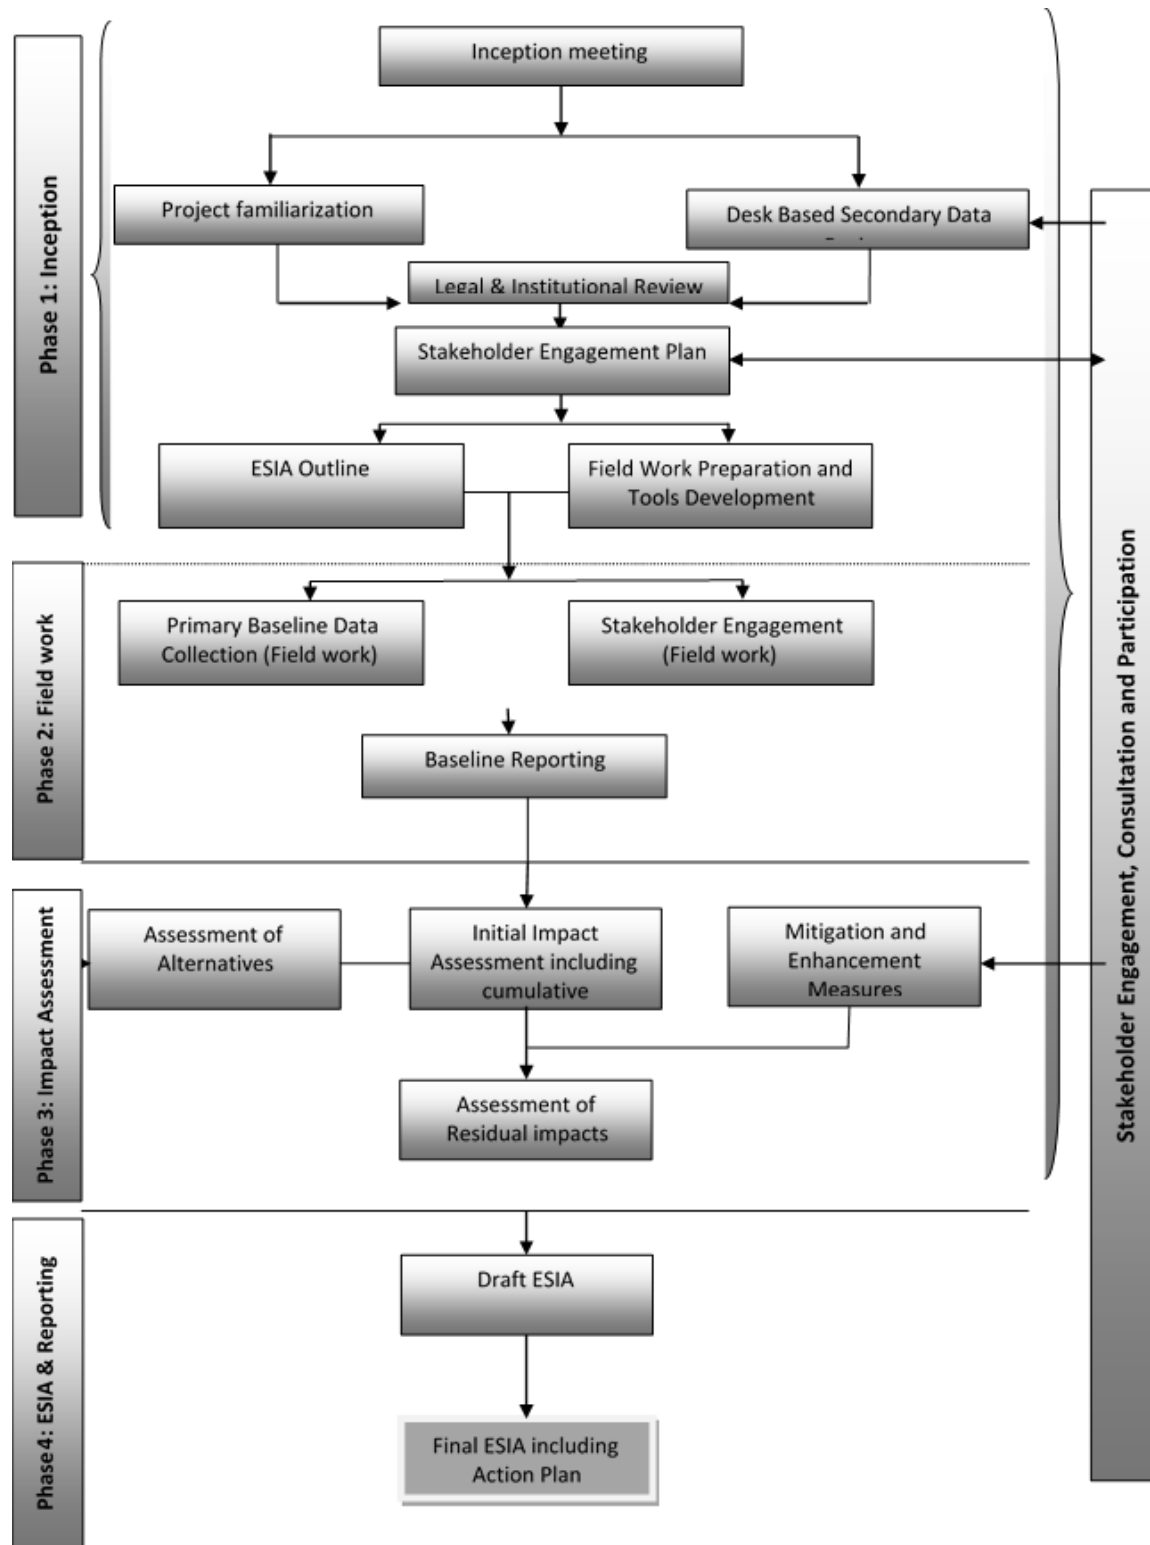 Inception meeting
Phase 1: Inception
Project familiarization
Desk Based Secondary Data
Legal & Institutional Review
Stakeholder Engagement Plan
ESIA Outline
Field Work Preparation and
Tools Development
Stakeholder Engagement, Consultation and Participation
Phase 2: Field work
Primary Baseline Data
Collection (Field work)
Stakeholder Engagement
(Field work)
Baseline Reporting
Phase 3: Impact Assessment
Assessment of
Alternatives
Initial Impact
Assessment including
cumulative
Mitigation and
Enhancement
Measures
Assessment of
Residual impacts
Phase4: ESIA & Reporting
Draft ESIA
Final ESIA including
Action Plan